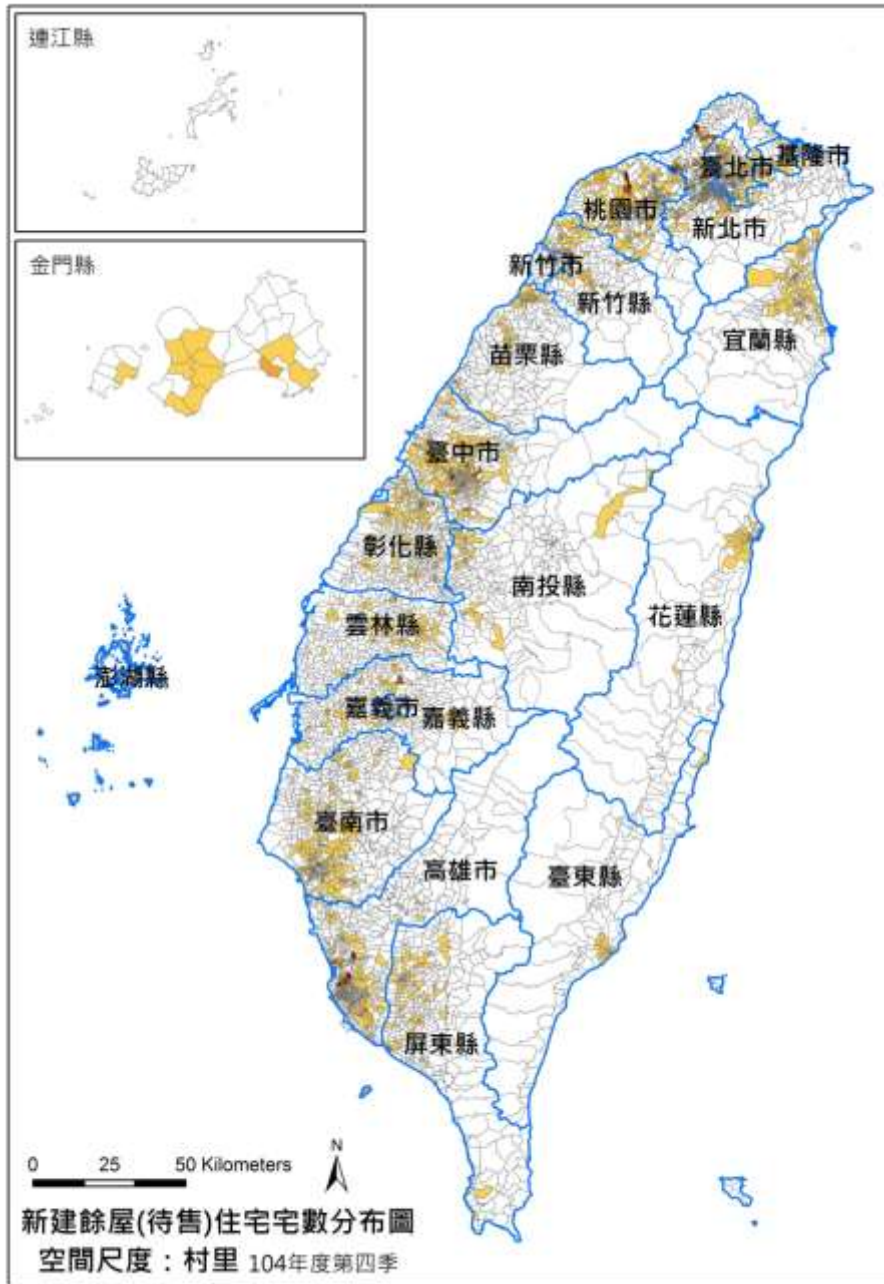 連江縣
金門縣
基隆市
臺北市
桃園市
新北市
新竹市
新竹縣
宜蘭縣
苗栗縣
臺中市
彰化縣
南投縣
花蓮縣
雲林縣
澎湖縣
嘉義市
嘉義縣
臺南市
高雄市
臺東縣
屏東縣
N
0 25 50 Kilometers
新建餘屋(待售)住宅宅數分布圖
空間尺度：村里 104年度第四季